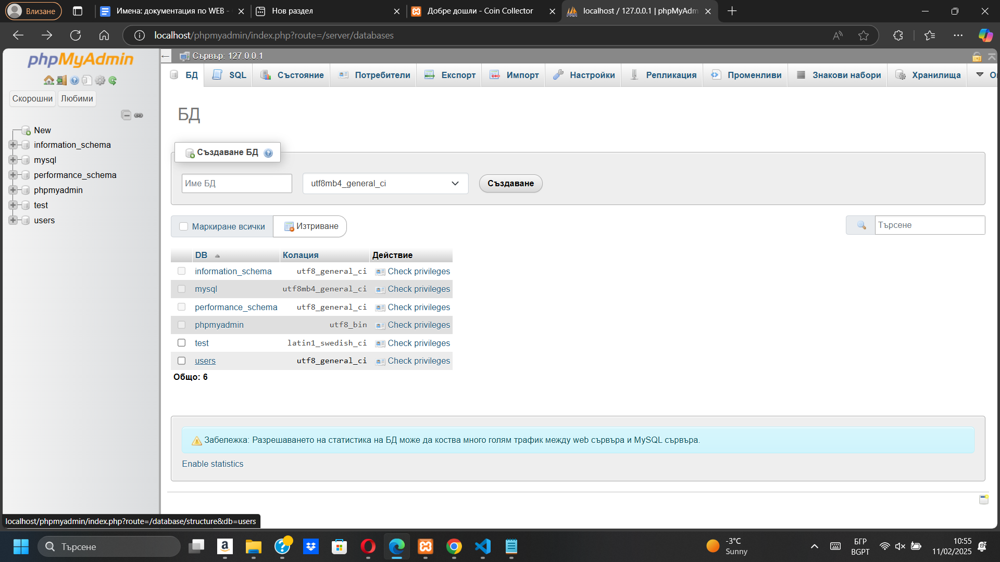 Влизане
Имена: документация по WEB -
Нов раздел
Добре дошли - Coin Collector
localhost / 127.0.0.1 | phpMyAdm
localhost/phpmyadmin/index.php?route=/server/databases
phpMyAdmin
Скорошни
Любими
New
information_schema
mysql
performance_schema
phpmyadmin
test
users
Сървър: 127.0.0.1
БД
SQL
Състояние
Потребители
Експорт
Импорт
Настройки
Репликация
Променливи
Знакови набори
Хранилища
БД
Създаване БД
Име БД
utf8mb4_general_ci
Създаване
Маркиране всички
Изтриване
Търсене
DB Колация Действие
information_schema utf8_general_ci Check privileges
mysql utf8mb4_general_ci Check privileges
performance_schema utf8_general_ci Check privileges
phpmyadmin utf8_bin Check privileges
test latin1_swedish_ci Check privileges
users utf8_general_ci Check privileges
Общо: 6
Забележка: Разрешаването на статистика на БД може да коства много голям трафик между web сървъра и MySQL сървъра.
Enable statistics
localhost/phpmyadmin/index.php?route=/database/structure&db=users
Търсене
-3°C
Sunny
БГР
BGPT
10:55
11/02/2025